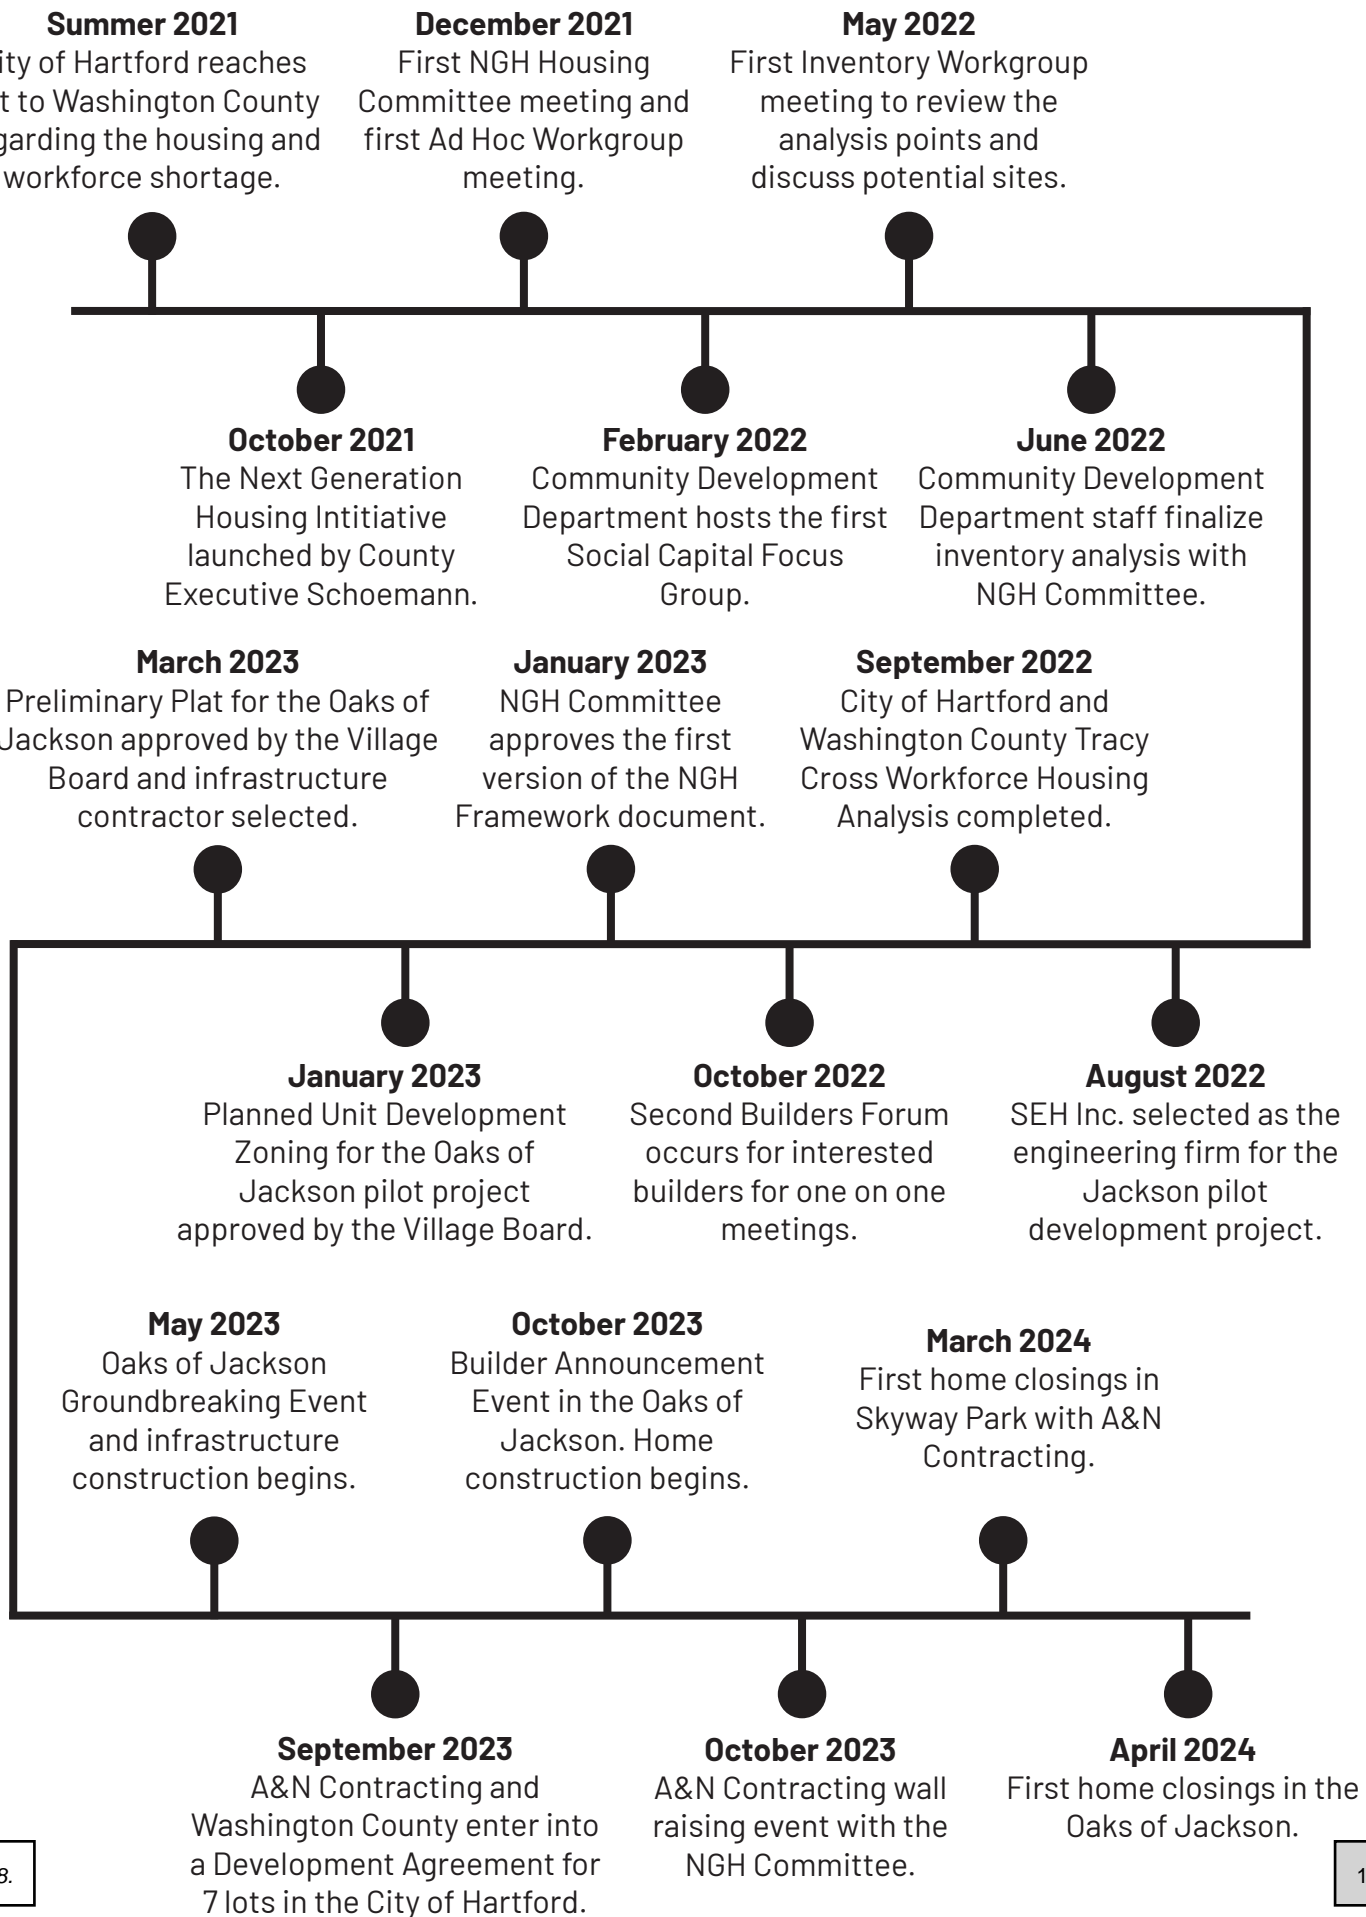 Summer 2021
ity of Hartford reaches
t to Washington County
garding the housing and
workforce shortage.
December 2021
First NGH Housing
Committee meeting and
first Ad Hoc Workgroup
meeting.
May 2022
First Inventory Workgroup
meeting to review the
analysis points and
discuss potential sites.
October 2021
The Next Generation
Housing Intitiative
launched by County
Executive Schoemann.
February 2022
Community Development
Department hosts the first
Social Capital Focus
Group.
June 2022
Community Development
Department staff finalize
inventory analysis with
NGH Committee.
March 2023
Preliminary Plat for the Oaks of
Jackson approved by the Village
Board and infrastructure
contractor selected.
January 2023
NGH Committee
approves the first
version of the NGH
Framework document.
September 2022
City of Hartford and
Washington County Tracy
Cross Workforce Housing
Analysis completed.
January 2023
Planned Unit Development
Zoning for the Oaks of
Jackson pilot project
approved by the Village Board.
October 2022
Second Builders Forum
occurs for interested
builders for one on one
meetings.
August 2022
SEH Inc. selected as the
engineering firm for the
Jackson pilot
development project.
May 2023
Oaks of Jackson
Groundbreaking Event
and infrastructure
construction begins.
October 2023
Builder Announcement
Event in the Oaks of
Jackson. Home
construction begins.
March 2024
First home closings in
Skyway Park with A&N
Contracting.
September 2023
A&N Contracting and
Washington County enter into
a Development Agreement for
7 lots in the City of Hartford.
October 2023
A&N Contracting wall
raising event with the
NGH Committee.
April 2024
First home closings in the
Oaks of Jackson.
8.
1